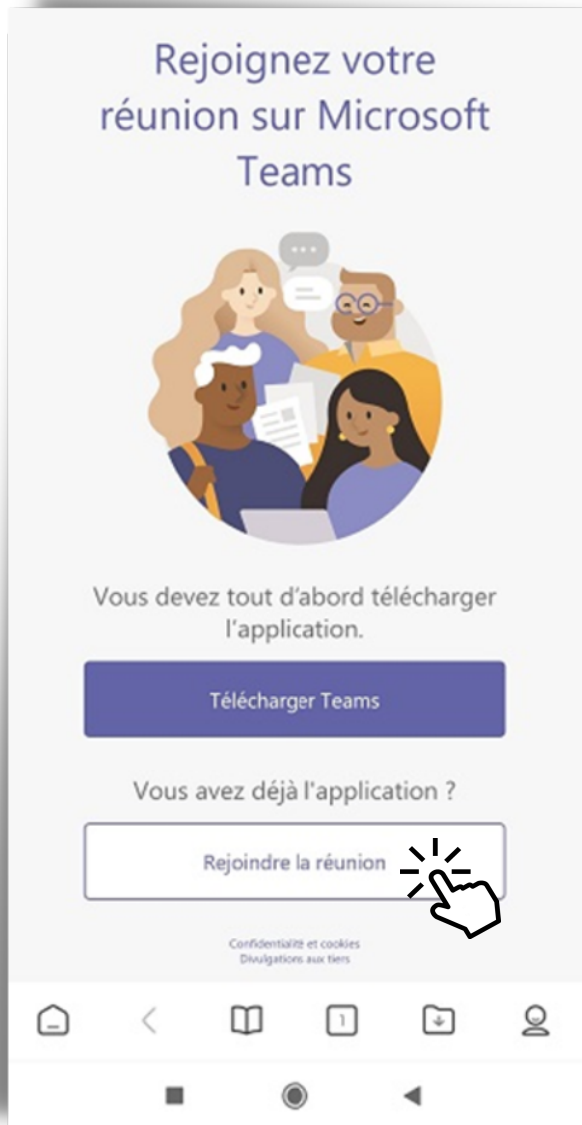 Rejoignez votre
réunion sur Microsoft
Teams
Vous devez tout d'abord télécharger
l'application.
Télécharger Teams
Vous avez déjà l'application ?
Rejoindre la réunion
Confidentialité et cookies
Divulgations aux tiers
1